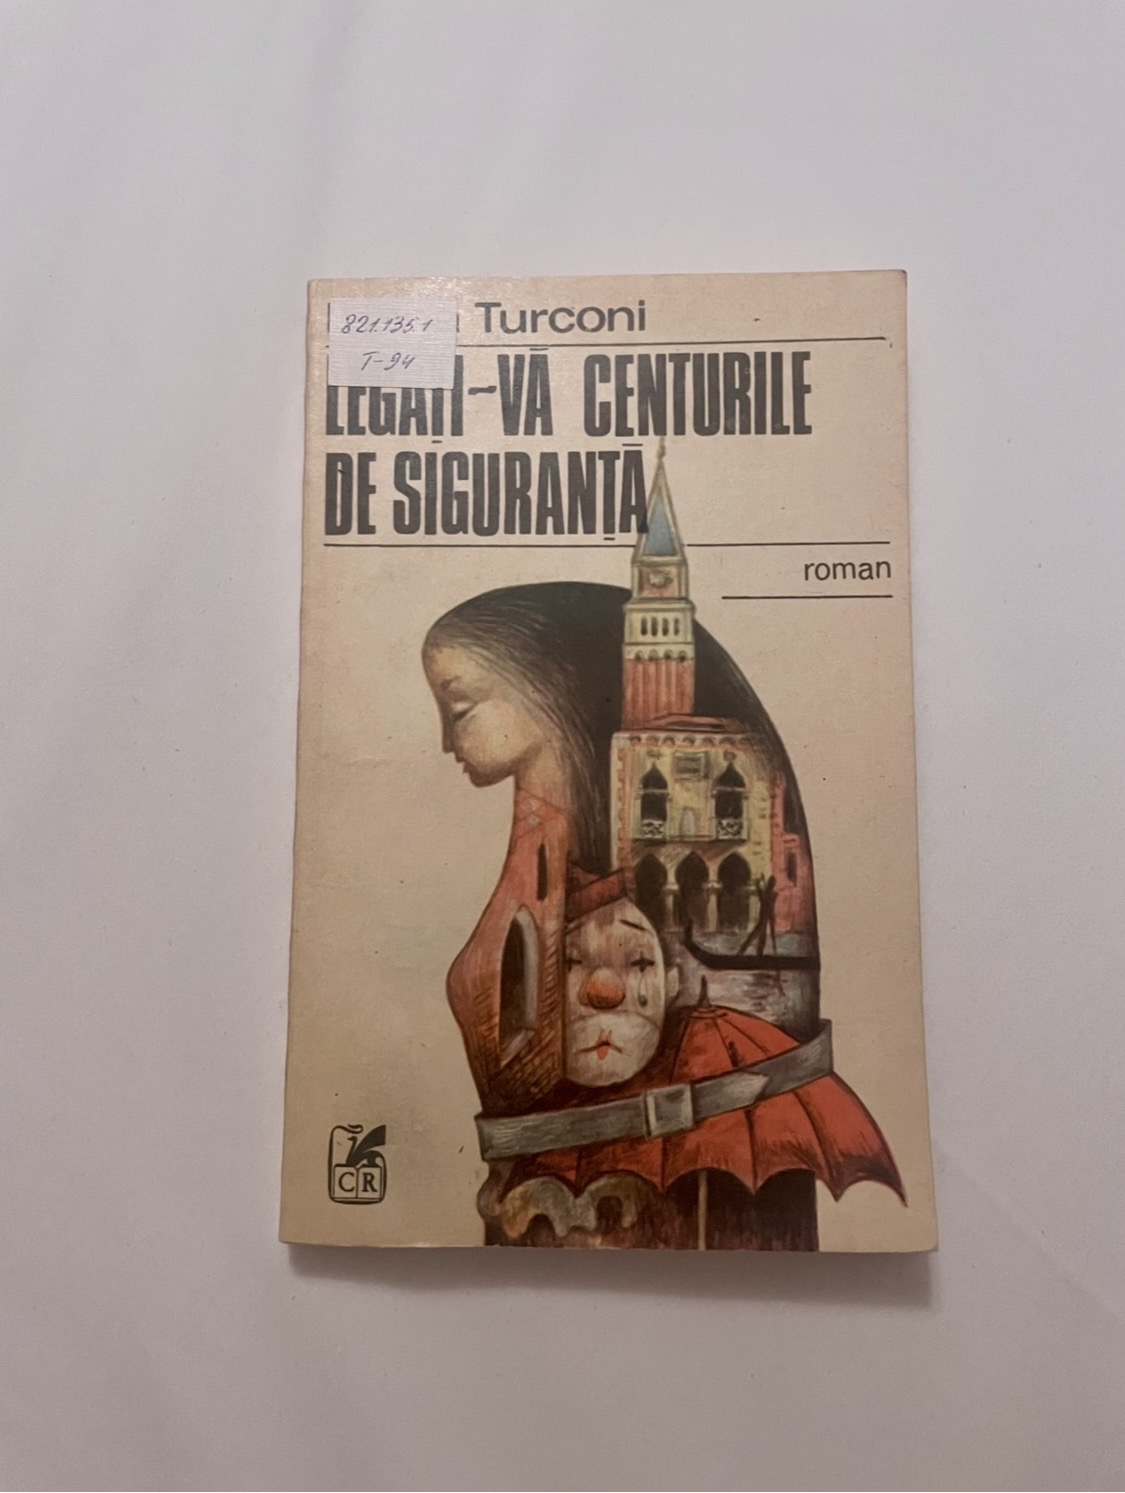 821.135.1
T-94
Turconi
LEGAȚI-VĂ CENTURILE
DE SIGURANȚĂ
roman
CR